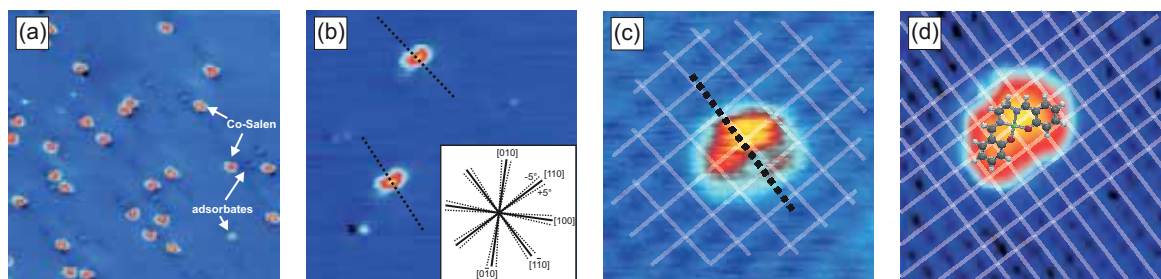 (a)
Co-Salen
adsorbates
(b)
[010]
[110]
-5°
+5°
[100]
[11̅0]
[01̅0]
(c)
(d)